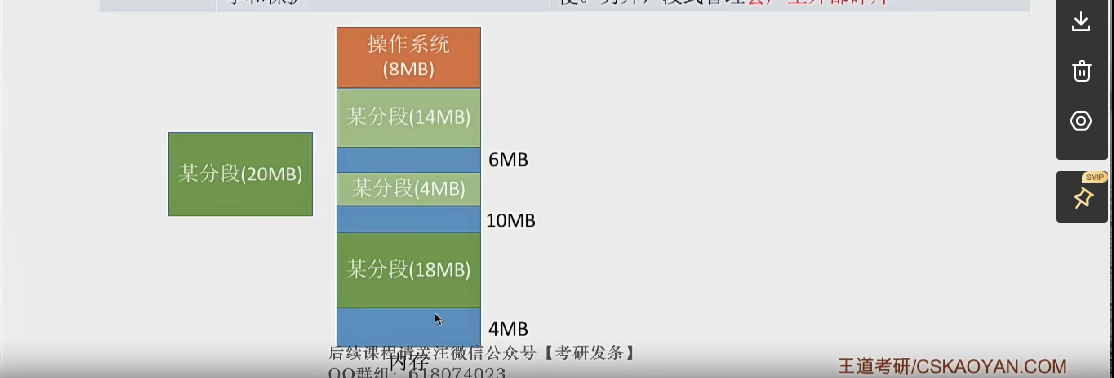 操作系统
(8MB)
某分段(14MB)
6MB
某分段(20MB)
某分段(4MB)
10MB
某分段(18MB)
4MB
后续课程请关注微信公众号【考研发条】
内存
QQ群组：618074023
王道考研/CSKAOYAN.COM
SVIP